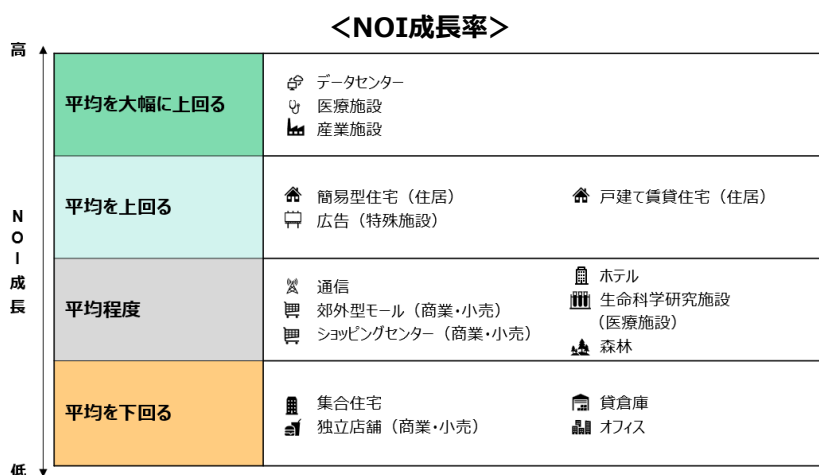 <NOI成長率>
高
NOI成長
低
平均を大幅に上回る
データセンター
医療施設
産業施設
平均を上回る
簡易型住宅（住居）
広告（特殊施設）
戸建て賃貸住宅（住居）
平均程度
通信
郊外型モール（商業・小売）
ショッピングセンター（商業・小売）
ホテル
生命科学研究施設
（医療施設）
森林
平均を下回る
集合住宅
独立店舗（商業・小売）
貸倉庫
オフィス